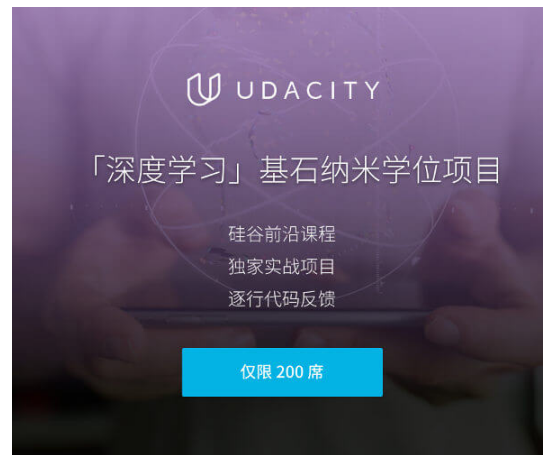 UDACITY
「深度学习」基石纳米学位项目
硅谷前沿课程
独家实战项目
逐行代码反馈
仅限 200 席